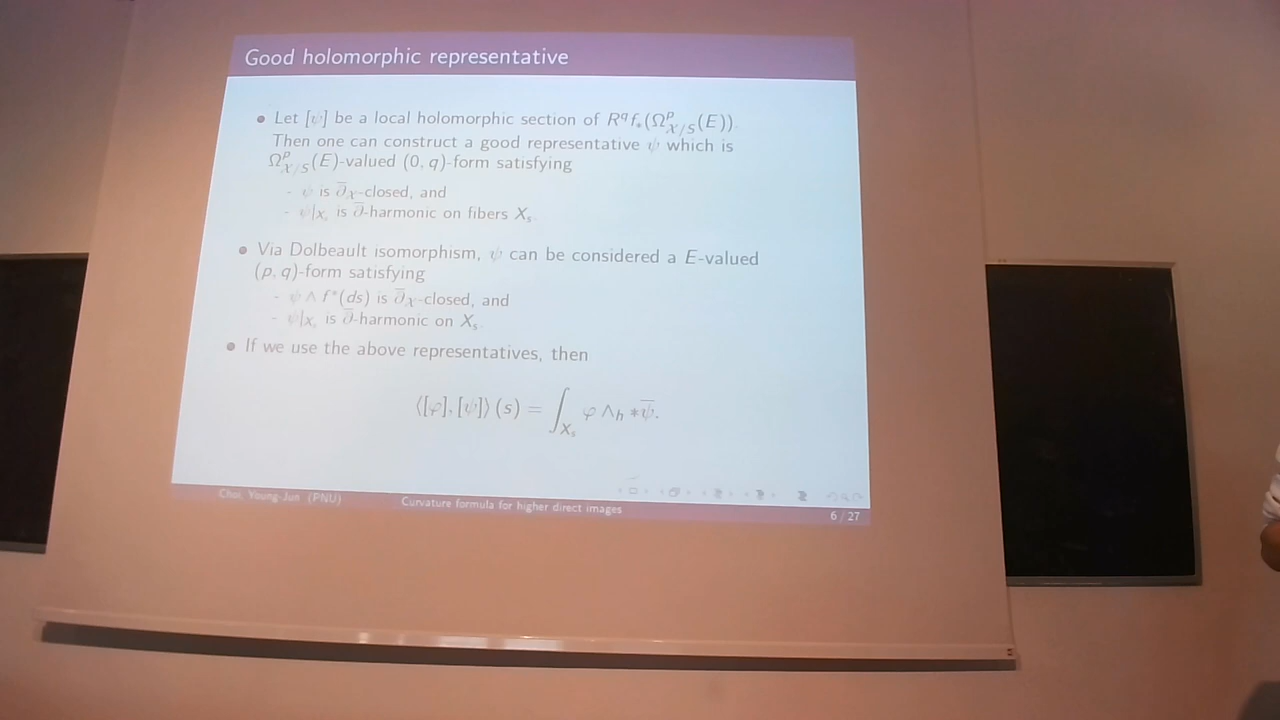 Good holomorphic representative
• Let [ψ] be a local holomorphic section of R^q f_*(Ω^p_{𝒳/S}(E)).
Then one can construct a good representative ψ which is
Ω^p_{𝒳/S}(E)-valued (0, q)-form satisfying
- ψ is ∂̄_𝒳-closed, and
- ψ|_{X_s} is ∂̄-harmonic on fibers X_s.
• Via Dolbeault isomorphism, ψ can be considered a E-valued
(p, q)-form satisfying
- ψ ∧ f*(ds) is ∂̄_𝒳-closed, and
- ψ|_{X_s} is ∂̄-harmonic on X_s.
• If we use the above representatives, then
⟨[φ], [ψ]⟩ (s) = ∫_{X_s} φ ∧_h *ψ̄.
Choi, Young-Jun (PNU) Curvature formula for higher direct images 6 / 27